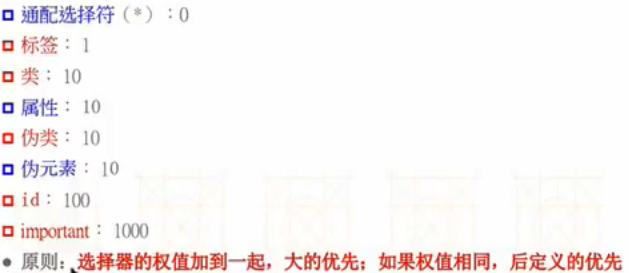 通配选择符（*）：0
标签：1
类：10
属性：10
伪类：10
伪元素：10
id：100
important：1000
原则：选择器的权值加到一起，大的优先；如果权值相同，后定义的优先